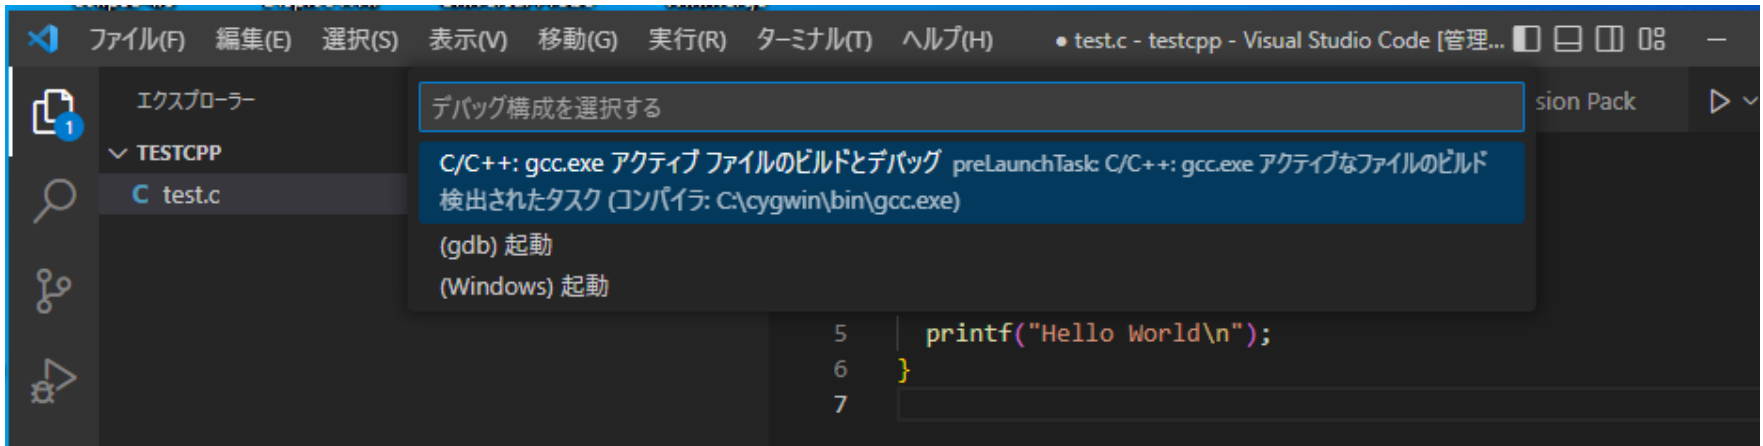 ファイル(F) 編集(E) 選択(S) 表示(V) 移動(G) 実行(R) ターミナル(T) ヘルプ(H) ● test.c - testcpp - Visual Studio Code [管理...
エクスプローラー
デバッグ構成を選択する
sion Pack
1
TESTCPP
C/C++: gcc.exe アクティブ ファイルのビルドとデバッグ preLaunchTask: C/C++: gcc.exe アクティブなファイルのビルド
検出されたタスク (コンパイラ: C:\cygwin\bin\gcc.exe)
C test.c
(gdb) 起動
(Windows) 起動
5 printf("Hello World\n");
6 }
7